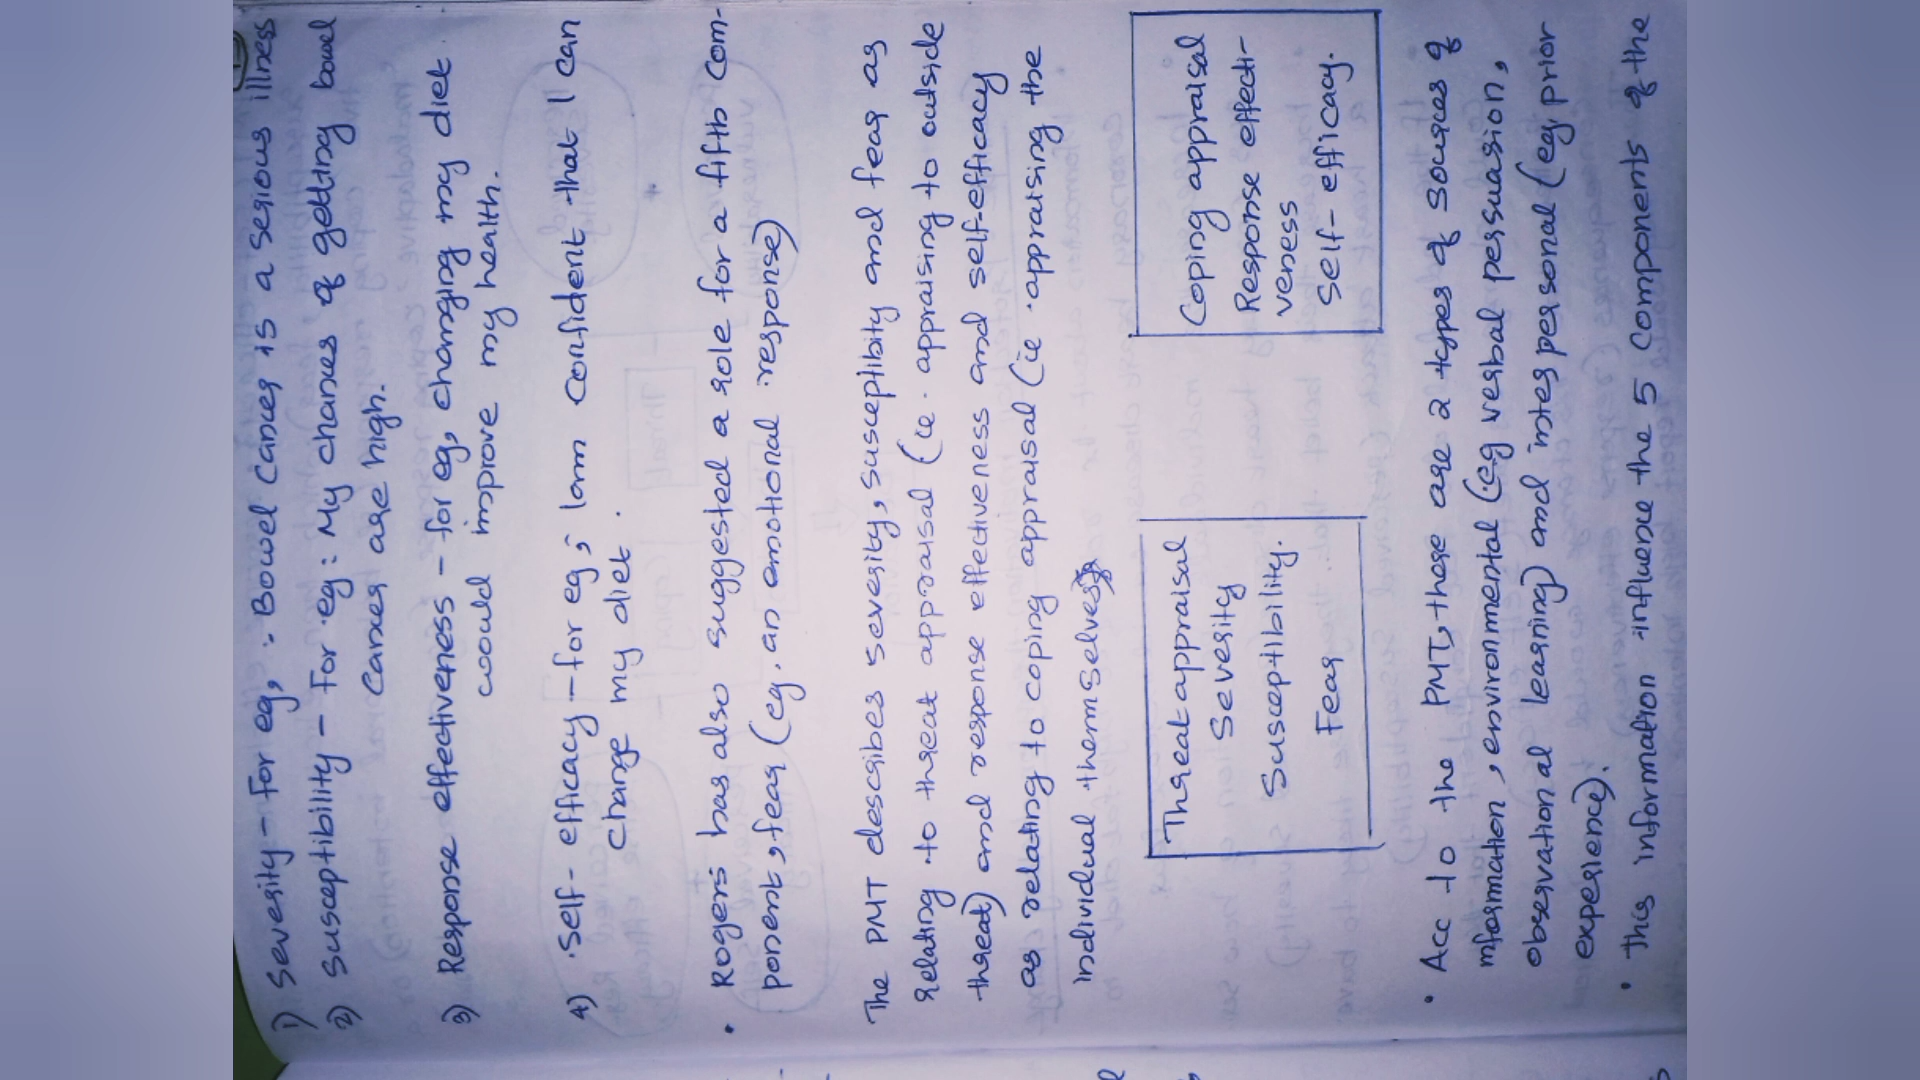 1) Severity - For eg, : Bowel cancer is a serious illness
2) Susceptibility - For eg : My chances of getting bowel
cancer are high.
3) Response effectiveness - for eg, changing my diet
would improve my health.
4) Self-efficacy - for eg, I am confident that I can
change my diet.
• Rogers has also suggested a role for a fifth com-
ponent, fear (eg. an emotional response)
The PMT describes severity, susceptibity and fear as
relating to threat appraisal (ie. appraising to outside
threat) and response effectiveness and self-efficacy
as relating to coping appraisal (ie. appraising the
individual themselves)
Threat appraisal
Severity
Susceptibility.
Fear
Coping appraisal
Response effecti-
veness
Self-efficacy.
• Acc to the PMT, there are 2 types of sources of
information, environmental (eg verbal persuasion,
observational learning) and interpersonal (eg, prior
experience).
• This information influence the 5 components of the